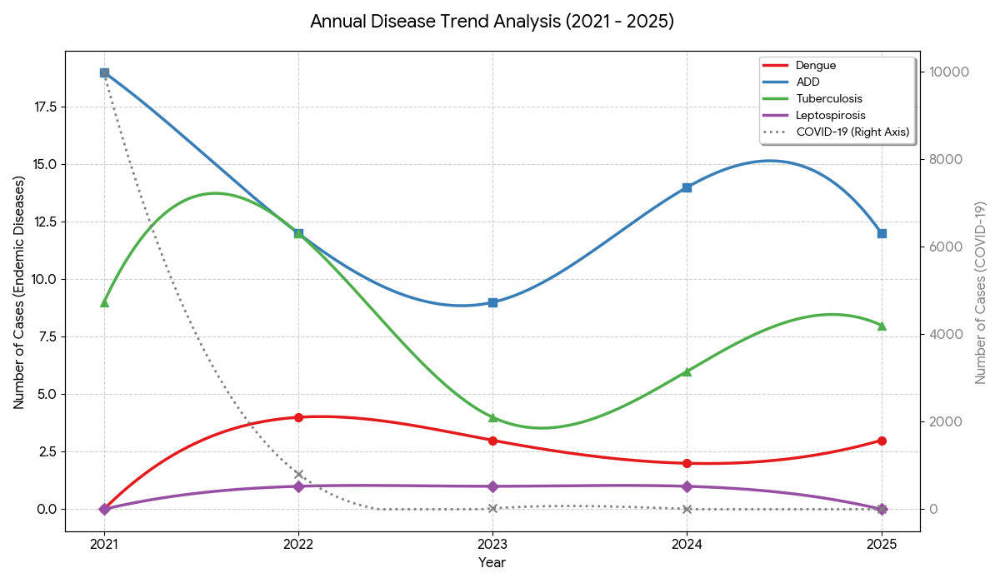 Annual Disease Trend Analysis (2021 - 2025)
Dengue
ADD
Tuberculosis
Leptospirosis
COVID-19 (Right Axis)
Number of Cases (Endemic Diseases)
17.5
15.0
12.5
10.0
7.5
5.0
2.5
0.0
10000
8000
6000
4000
2000
0
Number of Cases (COVID-19)
2021
2022
2023
2024
2025
Year